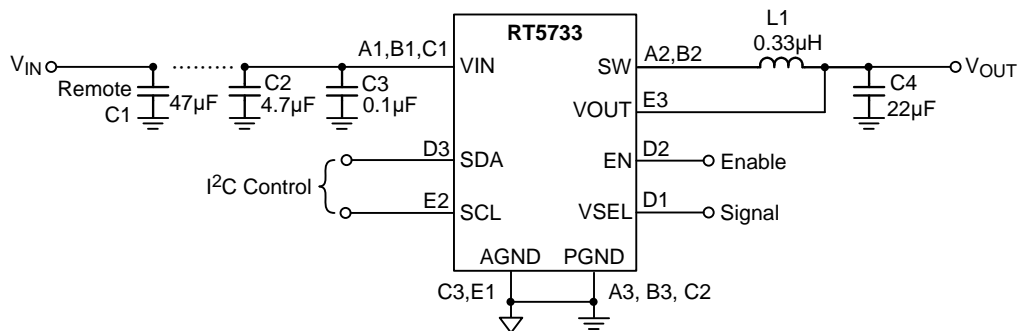 RT5733
L1
0.33µH
A1,B1,C1
A2,B2
VIN
VIN
SW
VOUT
Remote
C1
47µF
C2
4.7µF
C3
0.1µF
E3
VOUT
C4
22µF
D3
SDA
D2
EN
Enable
I²C Control
E2
SCL
D1
VSEL
Signal
AGND
PGND
C3,E1
A3, B3, C2